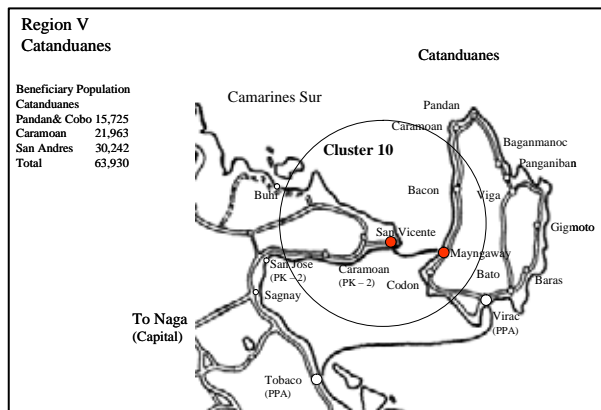 Region V
Catanduanes
Beneficiary Population
Catanduanes
Pandan& Cobo 15,725
Caramoan 21,963
San Andres 30,242
Total 63,930
Catanduanes
Camarines Sur
Pandan
Caramoan
Baganmanoc
Cluster 10
Panganiban
Buhi
Bacon
Viga
San Vicente
Gigmoto
Mayngaway
San Jose
(PK – 2)
Caramoan
(PK – 2)
Bato
Codon
Baras
Sagnay
Virac
(PPA)
To Naga
(Capital)
Tobaco
(PPA)